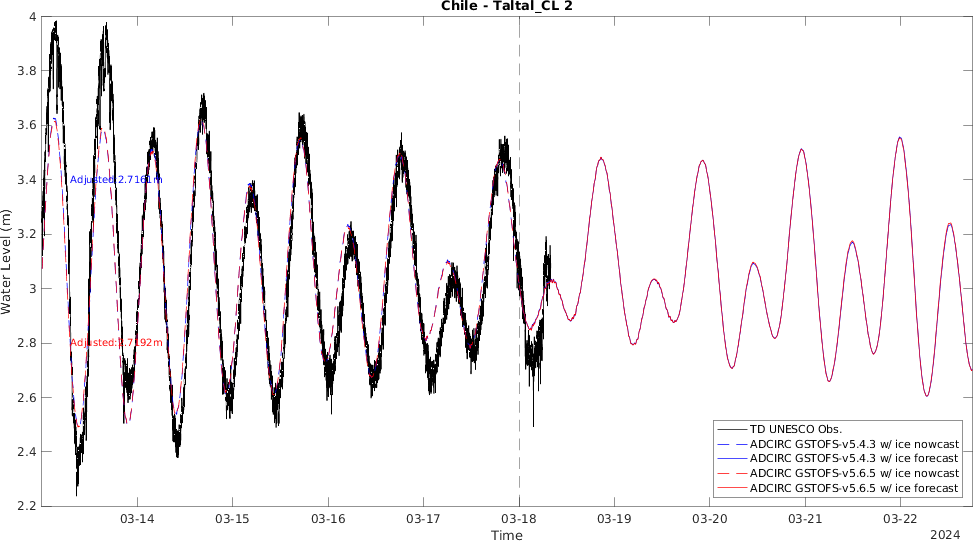 Chile - Taltal_CL 2
4
3.8
3.6
3.4
3.2
3
2.8
2.6
2.4
2.2
Water Level (m)
Adjusted:2.7161m
Adjusted:2.7192m
TD UNESCO Obs.
ADCIRC GSTOFS-v5.4.3 w/ ice nowcast
ADCIRC GSTOFS-v5.4.3 w/ ice forecast
ADCIRC GSTOFS-v5.6.5 w/ ice nowcast
ADCIRC GSTOFS-v5.6.5 w/ ice forecast
03-14 03-15 03-16 03-17 03-18 03-19 03-20 03-21 03-22
Time
2024